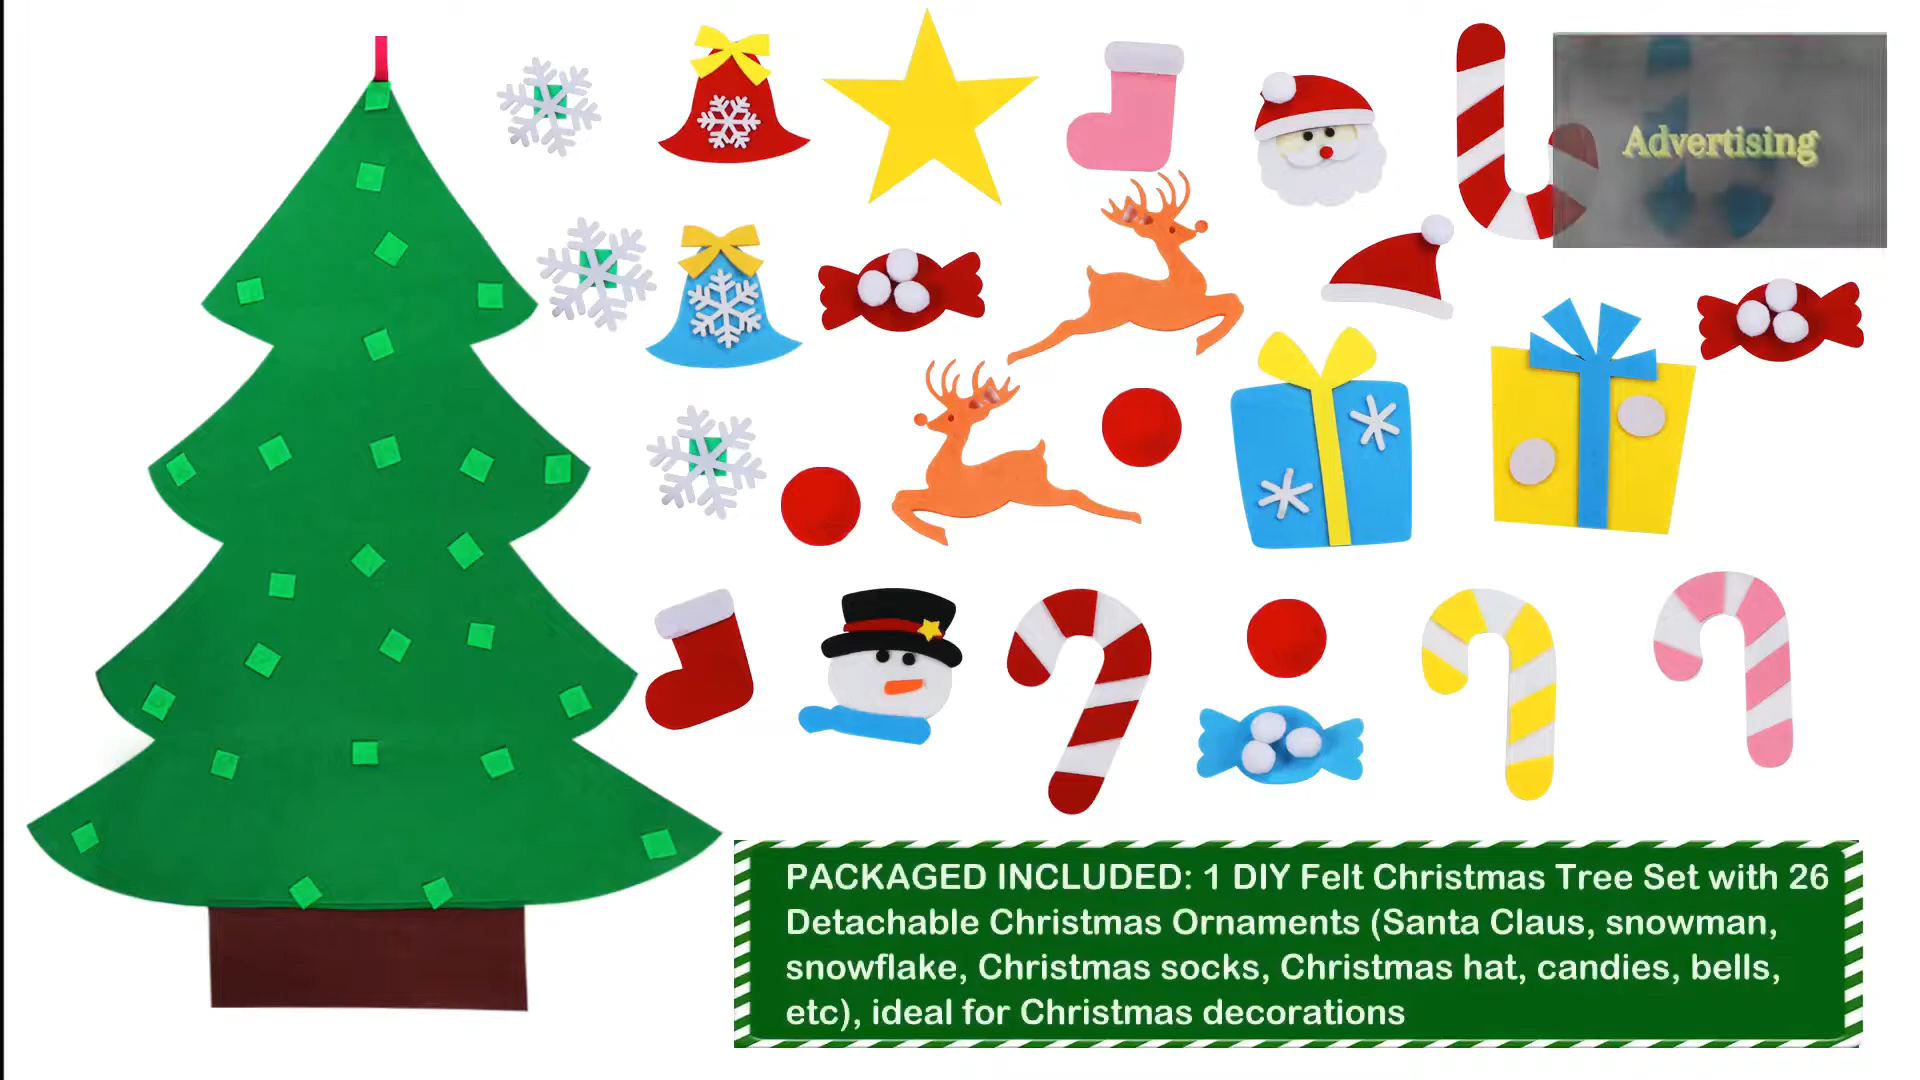 Advertising
PACKAGED INCLUDED: 1 DIY Felt Christmas Tree Set with 26
Detachable Christmas Ornaments (Santa Claus, snowman,
snowflake, Christmas socks, Christmas hat, candies, bells,
etc), ideal for Christmas decorations